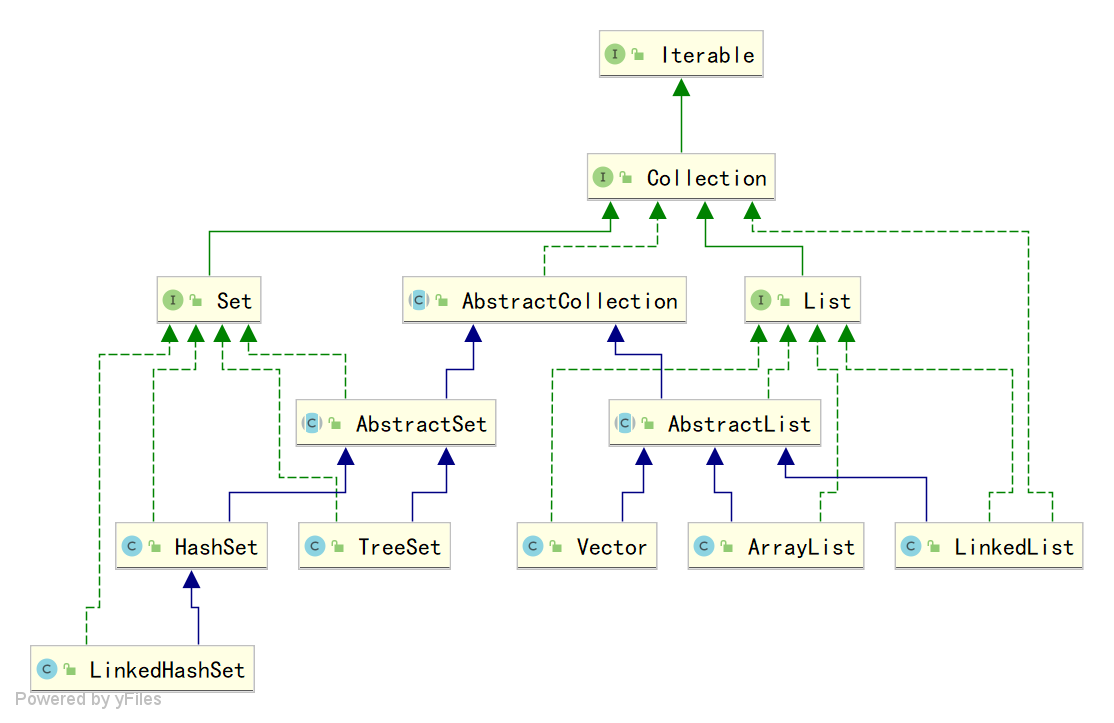 I Iterable
I Collection
I Set
C AbstractCollection
I List
C AbstractSet
C AbstractList
C HashSet
C TreeSet
C Vector
C ArrayList
C LinkedList
C LinkedHashSet
Powered by yFiles